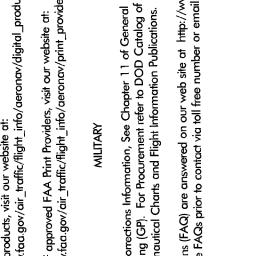 products, visit our website at:
.faa.gov/air_traffic/flight_info/aeronav/digital_produ
approved FAA Print Providers, visit our website at:
.faa.gov/air_traffic/flight_info/aeronav/print_provide
MILITARY
orrections Information, See Chapter 11 of General
ng (GP). For Procurement refer to DOD Catalog of
nautical Charts and Flight Information Publications.
ns (FAQ) are answered on our web site at http://w
e FAQs prior to contact via toll free number or email